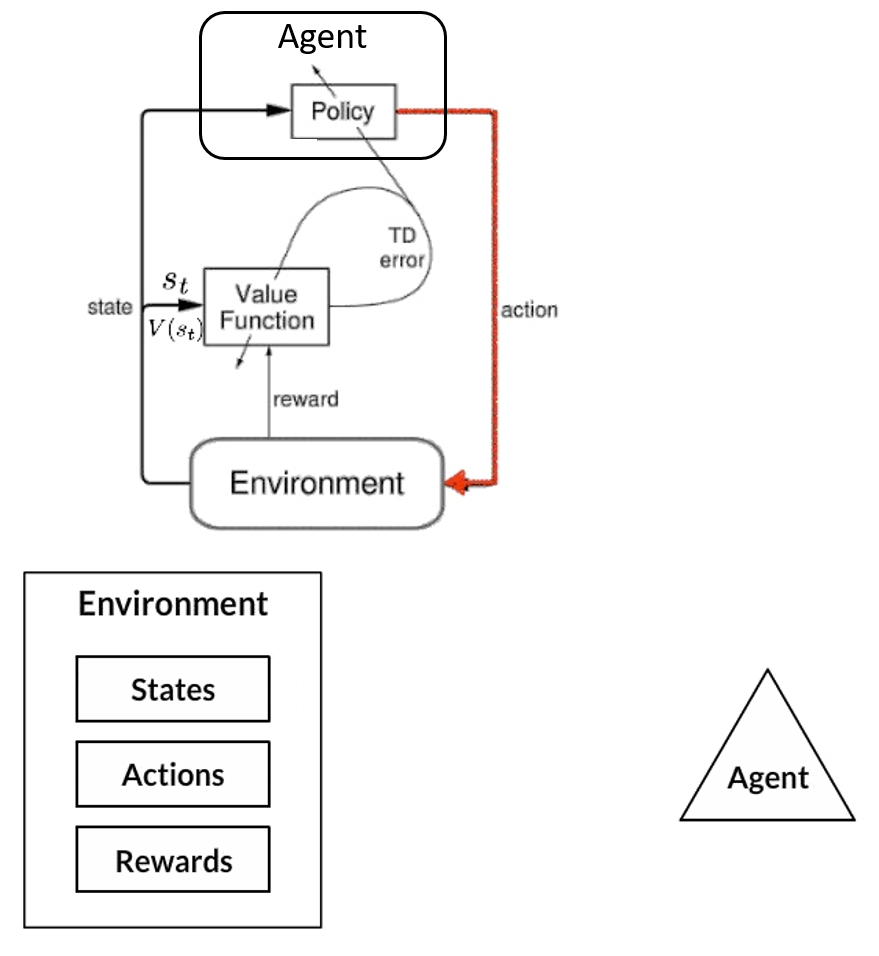 Agent
Policy
TD
error
s_t
state
V(s_t)
Value
Function
action
reward
Environment
Environment
States
Actions
Rewards
Agent